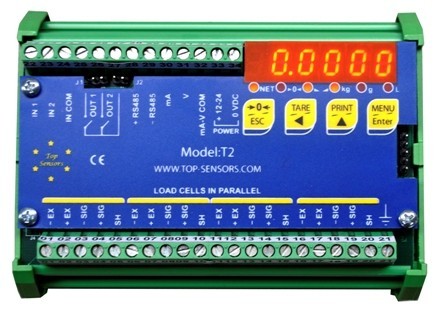 0.0000
NET →0← kg g L
J1 J2
IN 1 IN 2 IN COM OUT 1 OUT 2 + RS485 - RS485 mA V mA-V COM + 12-24 0 VDC
POWER
→0← ESC
TARE
PRINT
MENU Enter
Top Sensors
CE
Model:T2
WWW.TOP-SENSORS.COM
LOAD CELLS IN PARALLEL
- EX + EX + SIG - SIG SH - EX + EX + SIG - SIG - EX + EX + SIG - SIG SH - EX + EX + SIG - SIG
01 02 03 04 05 06 07 08 09 10 11 12 13 14 15 16 17 18 19 20 21